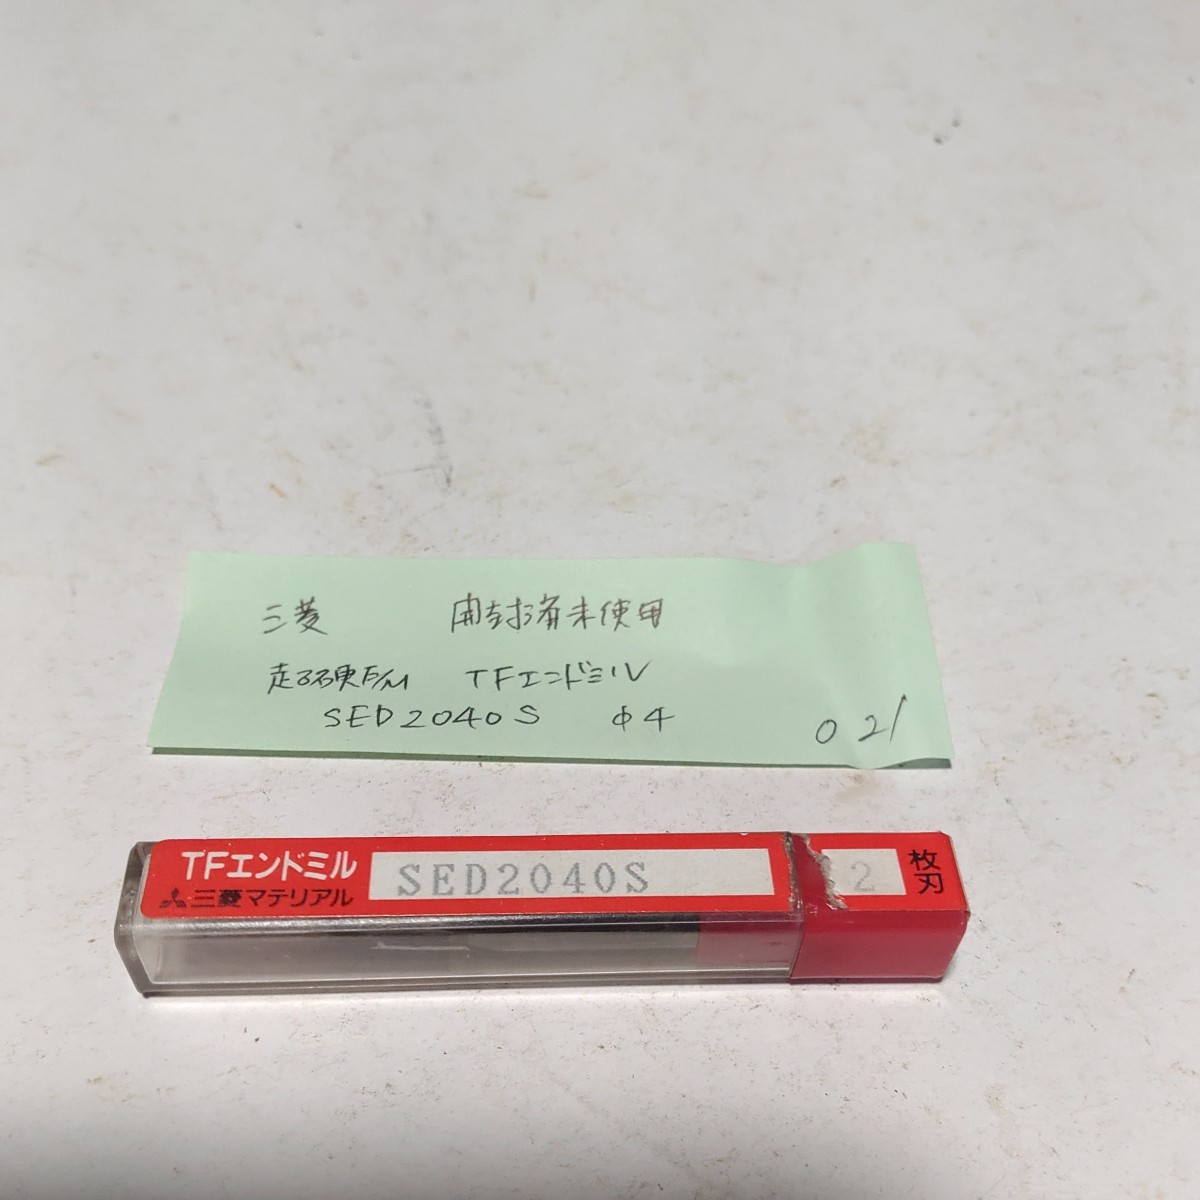 三菱 開封済未使用
超硬E/M TFエンドミル
SED2040S φ4
021
TFエンドミル
三菱マテリアル
SED2040S
2
枚刃